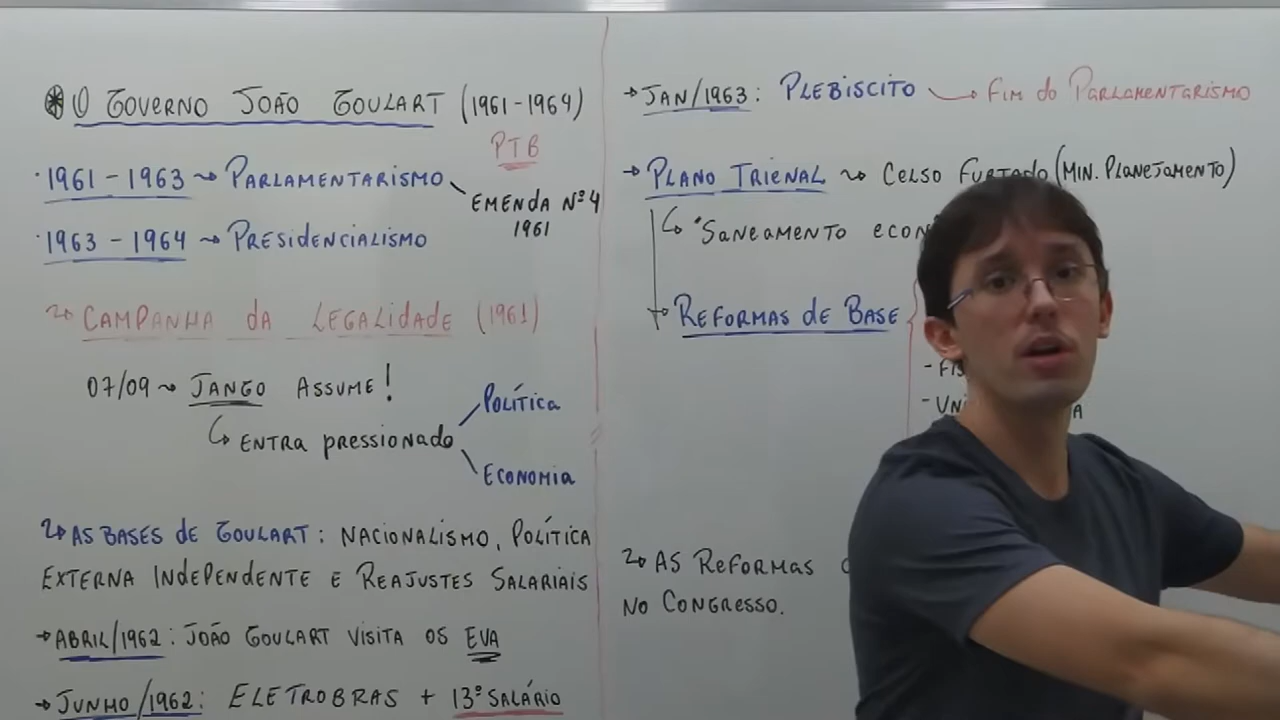 O GOVERNO JOÃO GOULART (1961-1964)
PTB
1961-1963 PARLAMENTARISMO
EMENDA Nº4
1961
1963-1964 PRESIDENCIALISMO
CAMPANHA da LEGALIDADE (1961)
07/09 JANGO ASSUME!
POLÍTICA
ENTRA PRESSIONADO
ECONOMIA
AS BASES DE GOULART: NACIONALISMO, POLÍTICA
EXTERNA INDEPENDENTE E REAJUSTES SALARIAIS
ABRIL/1962: JOÃO GOULART VISITA OS EUA
JUNHO/1962: ELETROBRAS + 13º SALÁRIO
JAN/1963: PLEBISCITO FIM do PARLAMENTARISMO
PLANO TRIENAL CELSO FURTADO (MIN. PLANEJAMENTO)
"SANEAMENTO
REFORMAS DE BASE
AS REFORMAS
NO CONGRESSO.